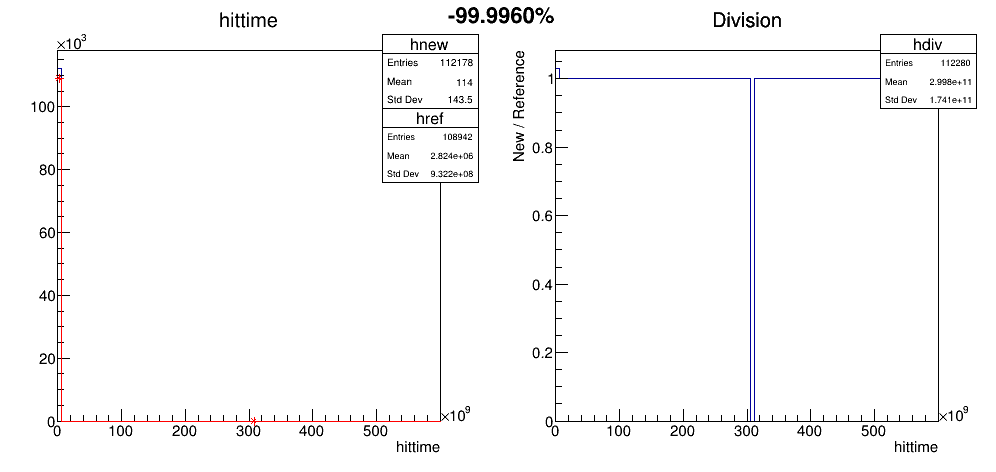 -99.9960%
hittime
×10³
hnew
Entries 112178
Mean 114
Std Dev 143.5
href
Entries 108942
Mean 2.824e+06
Std Dev 9.322e+08
100
80
60
40
20
0
0 100 200 300 400 500
×10⁹
hittime
Division
hdiv
Entries 112280
Mean 2.998e+11
Std Dev 1.741e+11
New / Reference
1
0.8
0.6
0.4
0.2
0
0 100 200 300 400 500
×10⁹
hittime